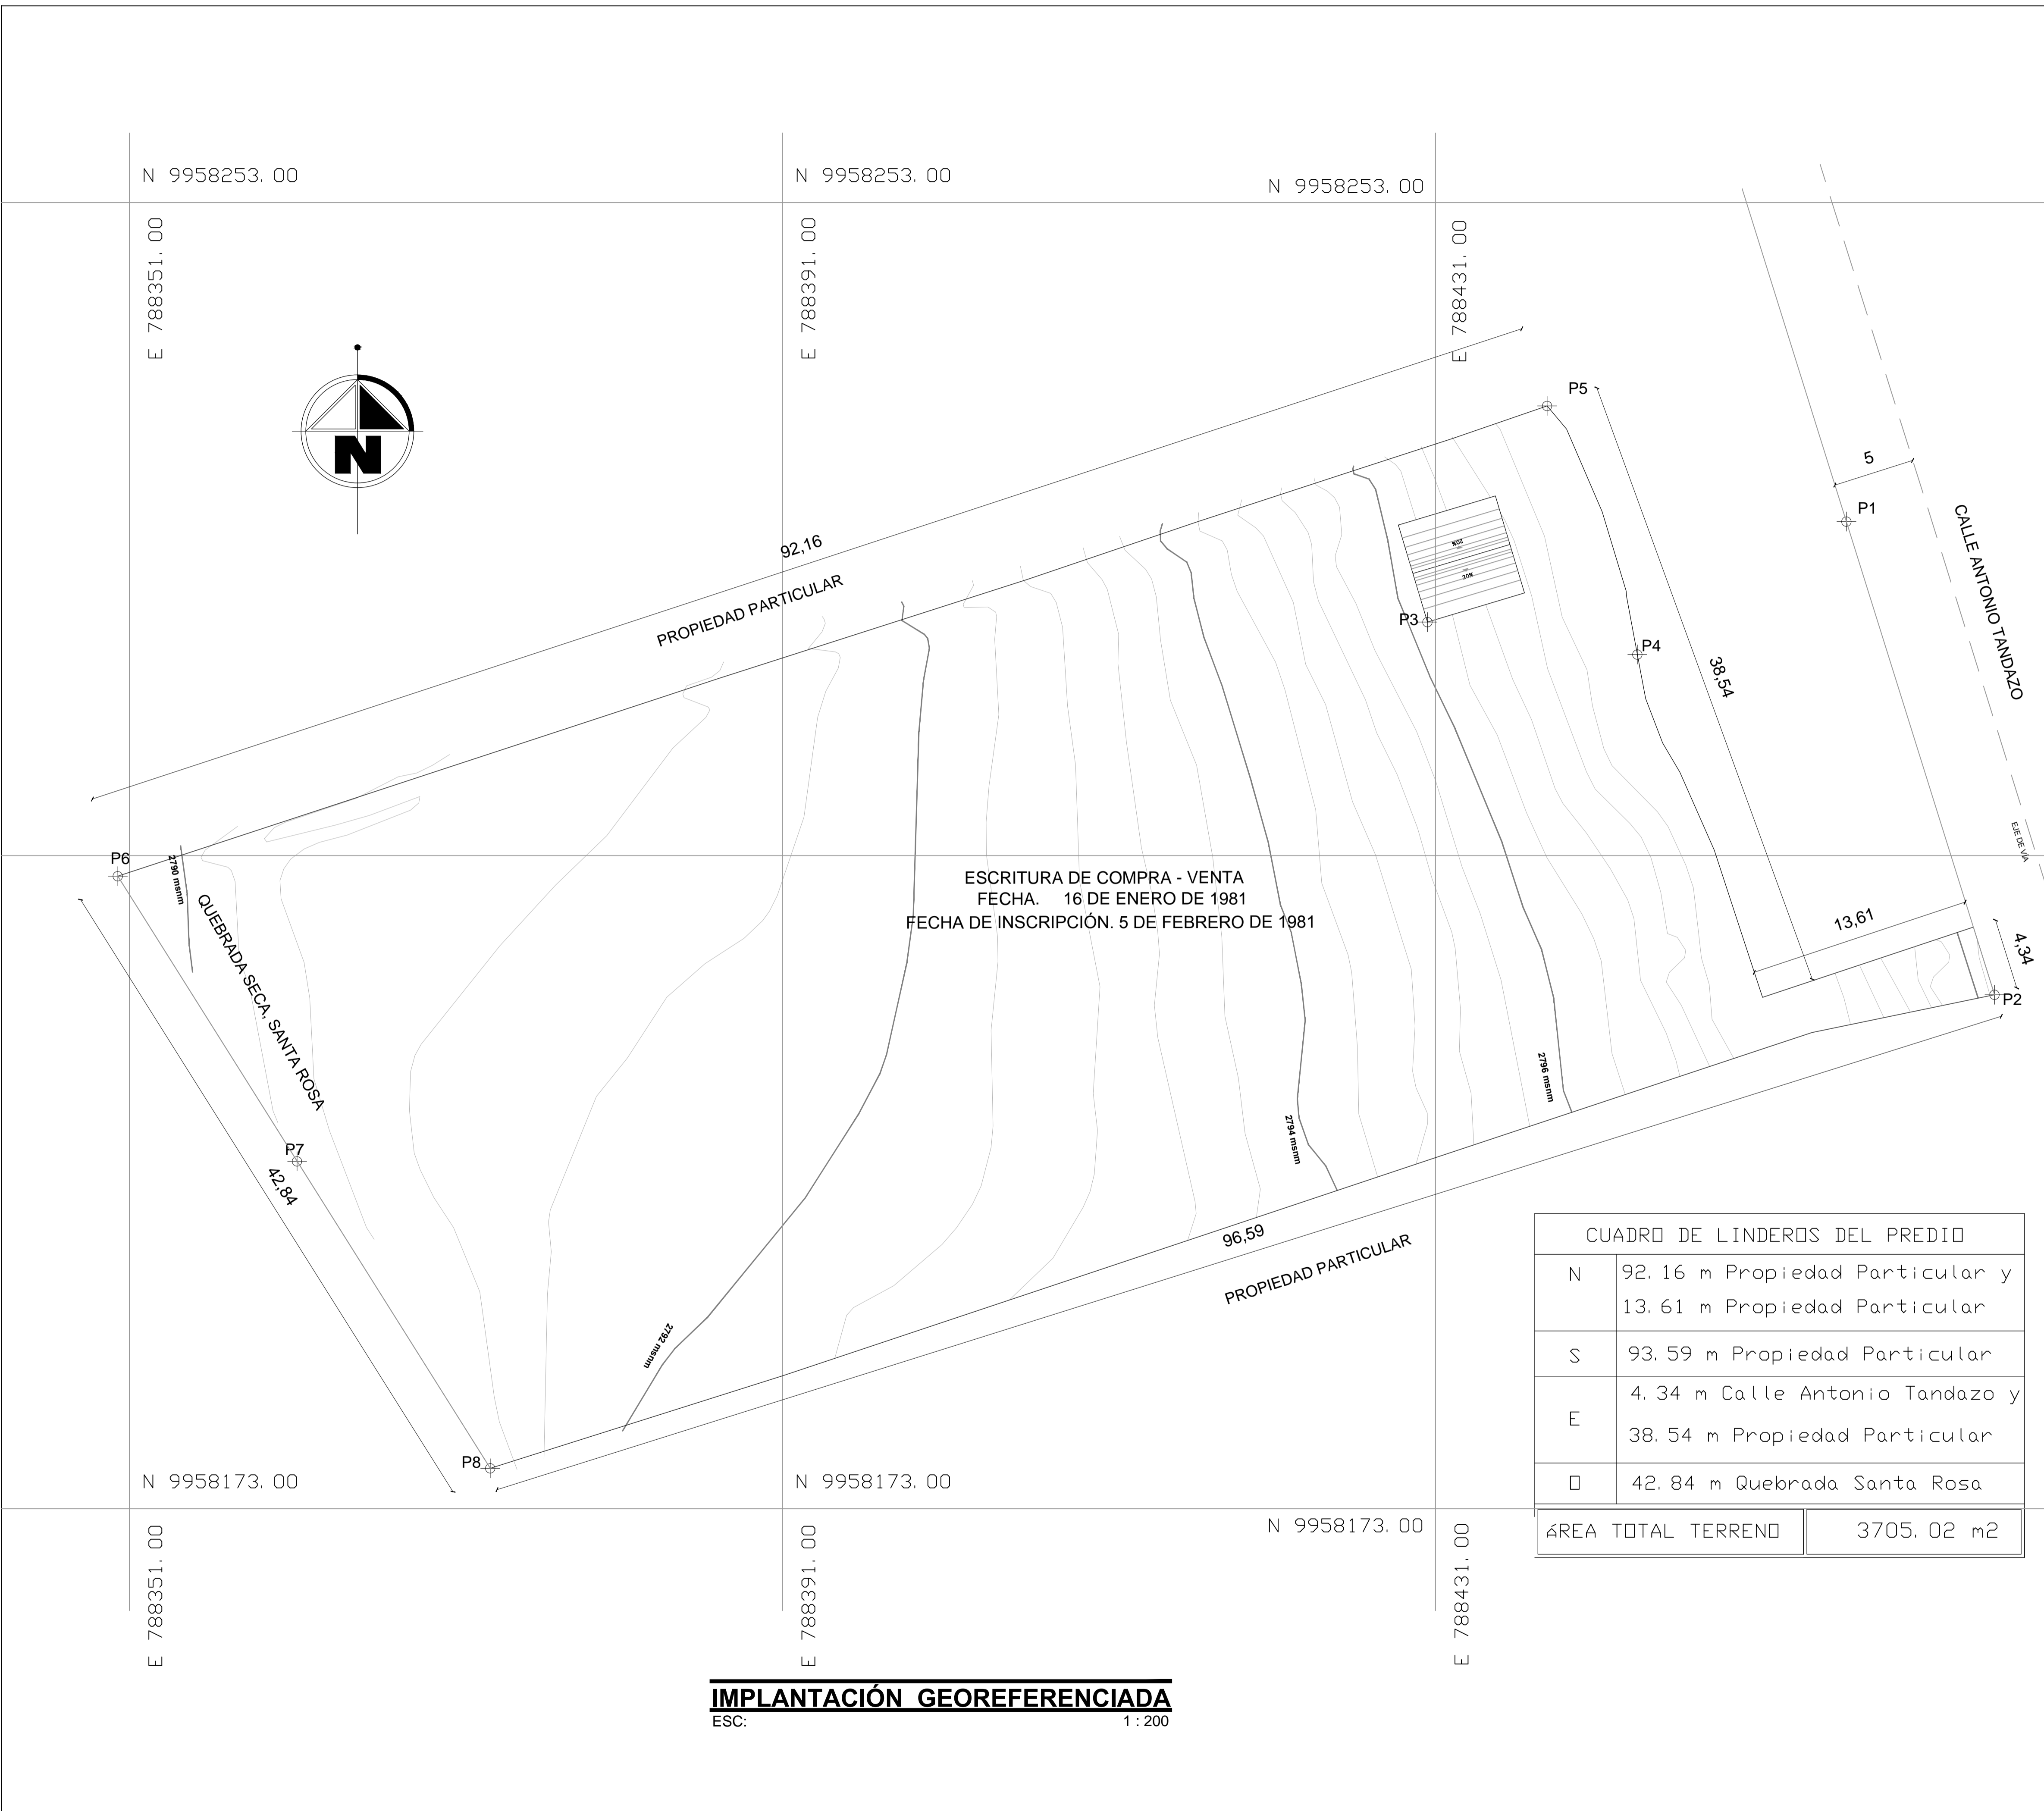 N 9958253.00
N 9958253.00
N 9958253.00
E 788351.00
E 788391.00
E 788431.00
N
P5
5
P1
CALLE ANTONIO TANDAZO
92,16
PROPIEDAD PARTICULAR
20%
20%
P3
P4
38,54
EJE DE VÍA
P6
2790 msnm
QUEBRADA SECA, SANTA ROSA
ESCRITURA DE COMPRA - VENTA
FECHA. 16 DE ENERO DE 1981
FECHA DE INSCRIPCIÓN. 5 DE FEBRERO DE 1981
13,61
4,34
P2
2796 msnm
2794 msnm
P7
42,84
96,59
PROPIEDAD PARTICULAR
2792 msnm
P8
CUADRO DE LINDEROS DEL PREDIO
N
92.16 m Propiedad Particular y
13.61 m Propiedad Particular
S
93.59 m Propiedad Particular
E
4.34 m Calle Antonio Tandazo y
38.54 m Propiedad Particular
O
42.84 m Quebrada Santa Rosa
áREA TOTAL TERRENO
3705.02 m2
N 9958173.00
N 9958173.00
N 9958173.00
E 788351.00
E 788391.00
E 788431.00
IMPLANTACIÓN GEOREFERENCIADA
ESC: 1 : 200